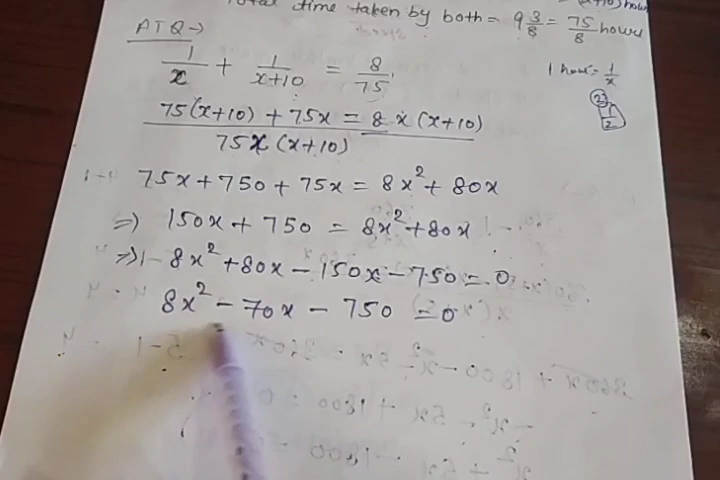 Total time taken by both = 9 3/8 = 75/8 hours
(x+10) hour
ATQ→
1/x + 1/(x+10) = 8/75
1 hour = 1/x
75(x+10) + 75x = 8x(x+10)
75x(x+10)
75x + 750 + 75x = 8x² + 80x
⇒) 150x + 750 = 8x² + 80x
⇒) 8x² + 80x - 150x - 750 = 0
8x² - 70x - 750 = 0